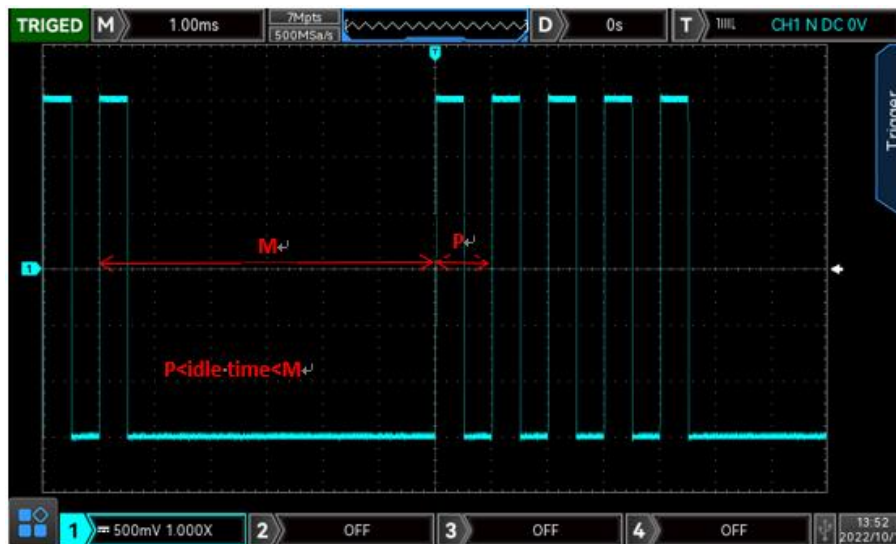 TRIGED M 1.00ms 7Mpts D 0s T CH1 N DC 0V
500MSa/s
T
Trigger
M↵ P↵
1
P<idle·time<M↵
1 500mV 1.000X 2 OFF 3 OFF 4 OFF 13:52
2022/10